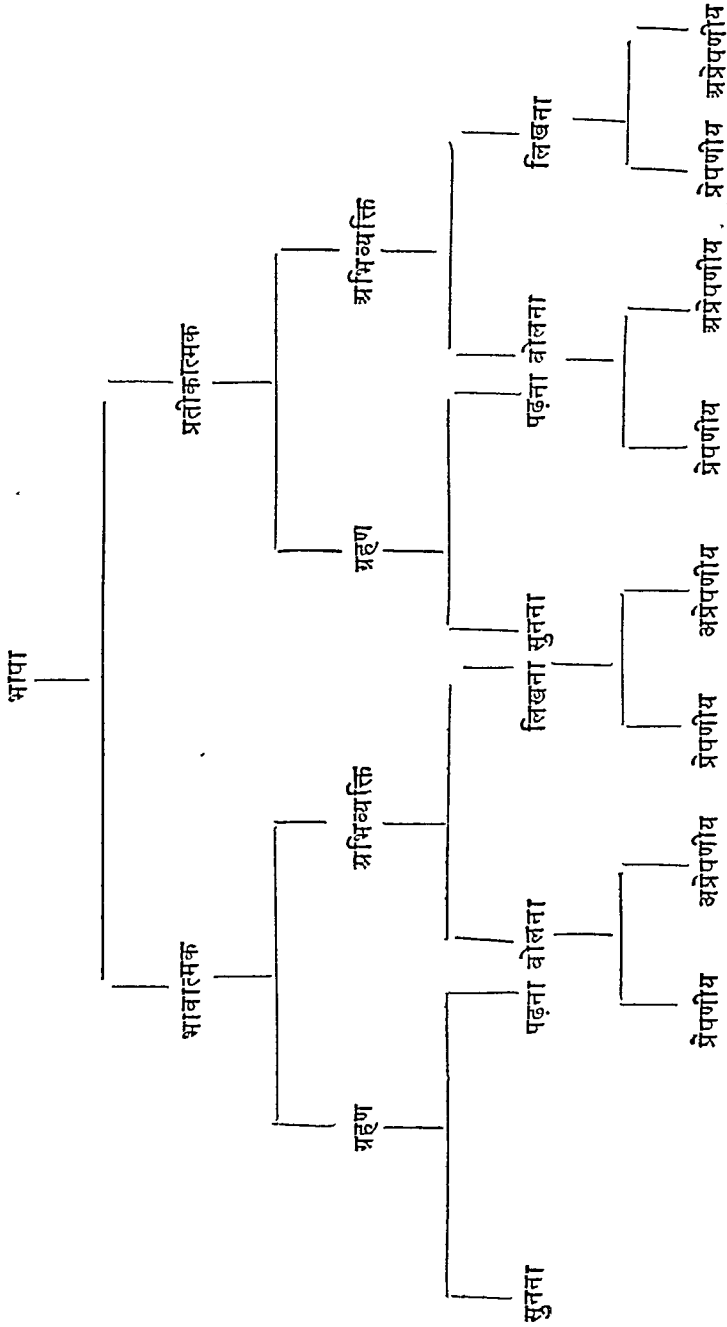 भाषा
भावात्मक प्रतीकात्मक
ग्रहण अभिव्यक्ति ग्रहण अभिव्यक्ति
सुनना पढ़ना बोलना लिखना सुनना पढ़ना बोलना लिखना
प्रेषणीय अप्रेषणीय प्रेषणीय अप्रेषणीय प्रेषणीय अप्रेषणीय प्रेषणीय अप्रेषणीय